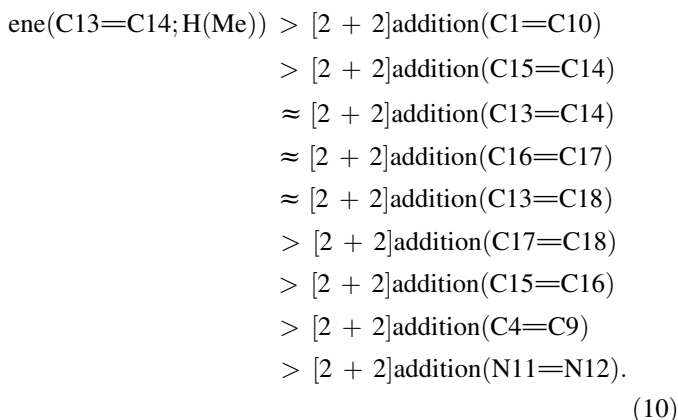 ene(C13═C14; H(Me)) > [2 + 2]addition(C1═C10)
> [2 + 2]addition(C15═C14)
≈ [2 + 2]addition(C13═C14)
≈ [2 + 2]addition(C16═C17)
≈ [2 + 2]addition(C13═C18)
> [2 + 2]addition(C17═C18)
> [2 + 2]addition(C15═C16)
> [2 + 2]addition(C4═C9)
> [2 + 2]addition(N11═N12).
(10)